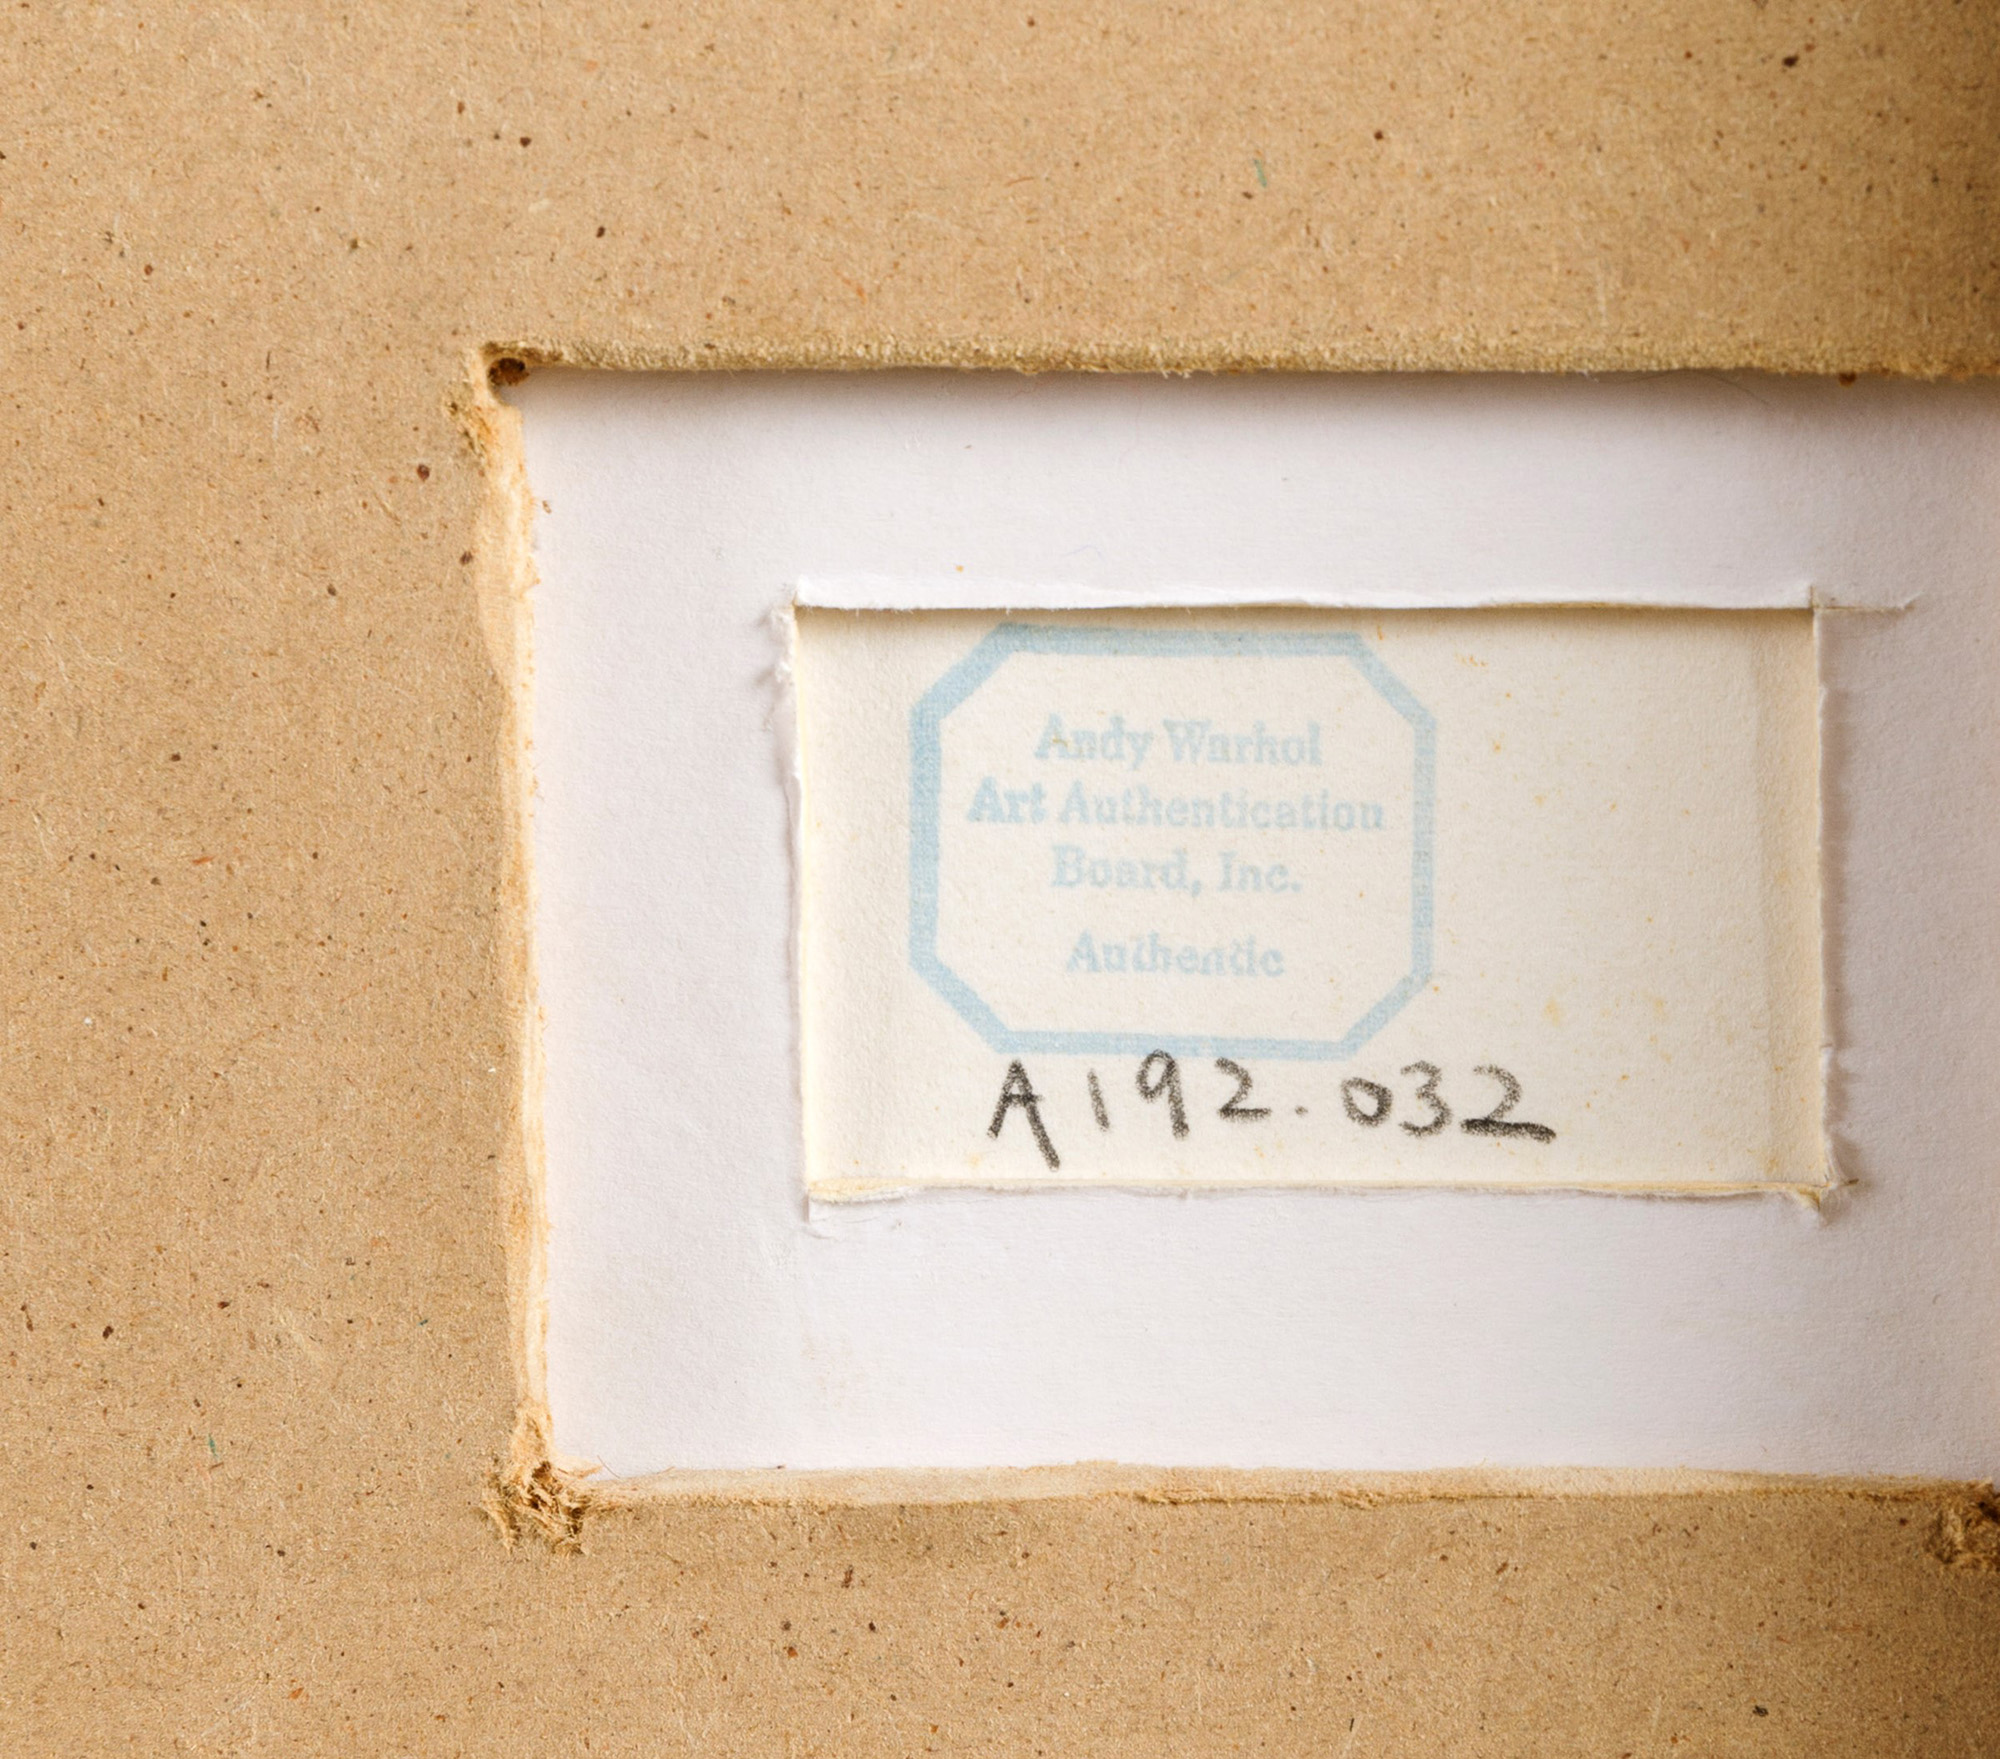 Andy Warhol
Art Authentication
Board, Inc.
Authentic
A192.032